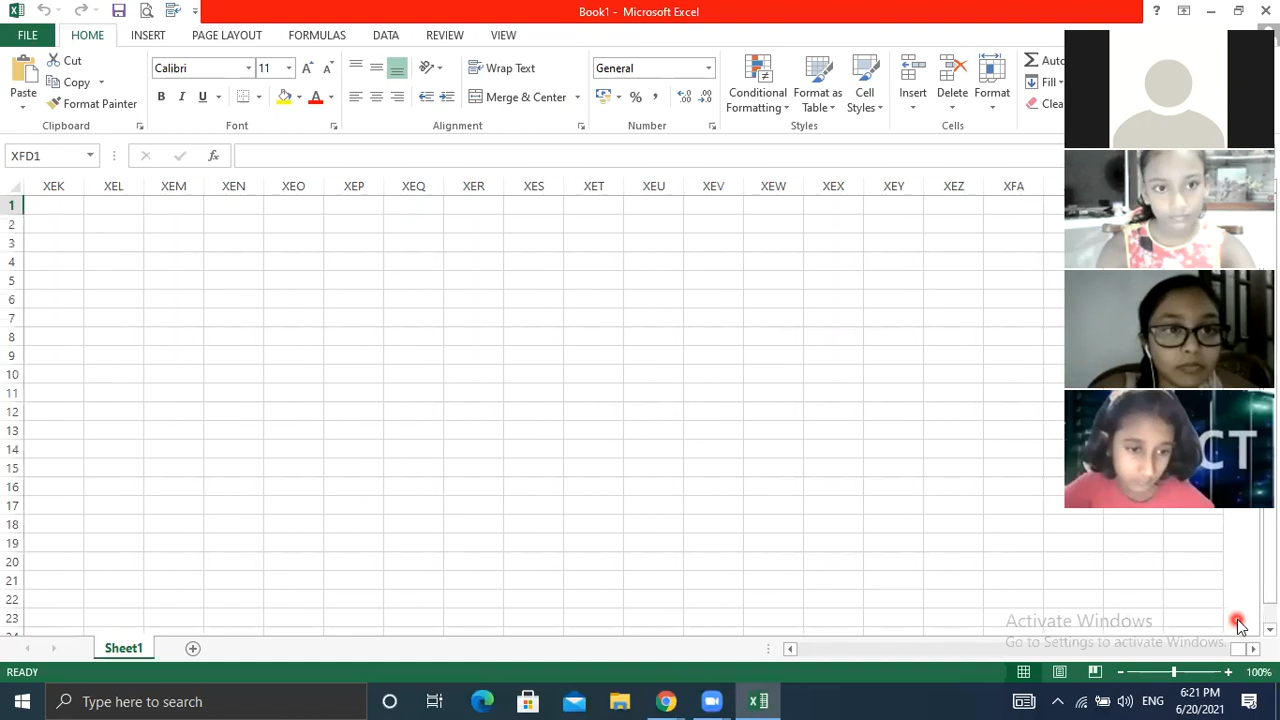 Book1 - Microsoft Excel
?
FILE HOME INSERT PAGE LAYOUT FORMULAS DATA REVIEW VIEW
Paste
Cut
Copy
Format Painter
Clipboard
Calibri 11
B I U
Font
Wrap Text
Merge & Center
Alignment
General
% ,
Number
Conditional Formatting
Format as Table
Cell Styles
Styles
Insert
Delete
Format
Cells
Auto
Fill
Clea
XFD1
fx
XEK XEL XEM XEN XEO XEP XEQ XER XES XET XEU XEV XEW XEX XEY XEZ XFA
1
2
3
4
5
6
7
8
9
10
11
12
13
14
15
16
17
18
19
20
21
22
23
24
CT
Activate Windows
Go to Settings to activate Windows.
Sheet1
READY
100%
Type here to search
ENG
6:21 PM
6/20/2021